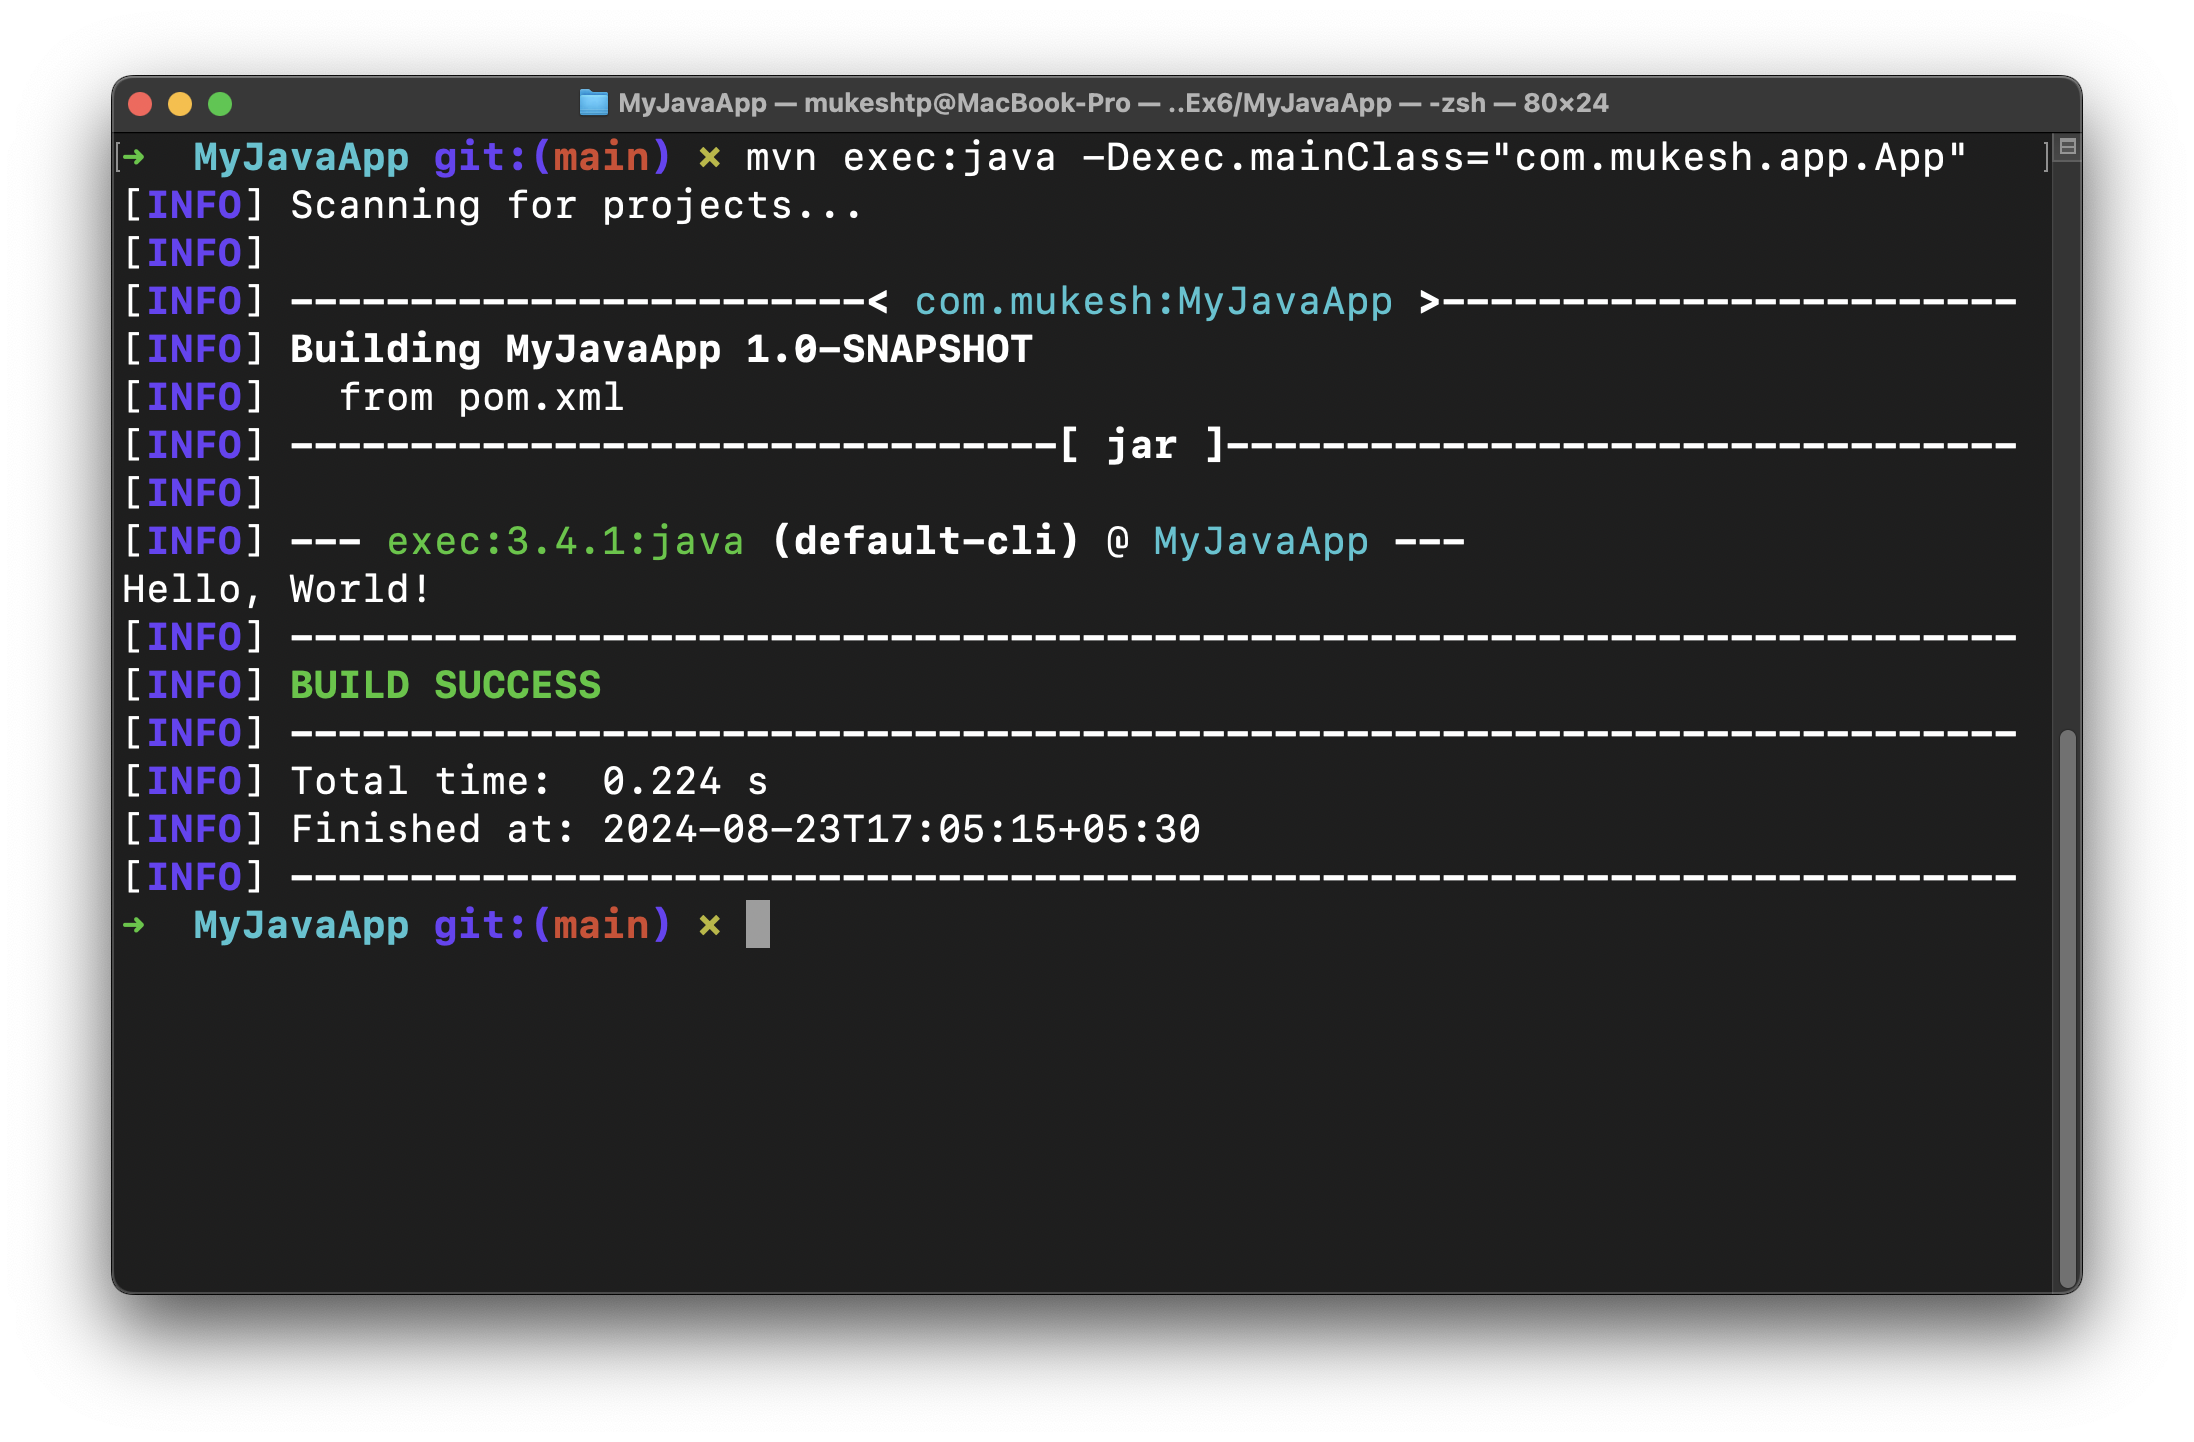 MyJavaApp — mukeshtp@MacBook-Pro — ..Ex6/MyJavaApp — -zsh — 80×24
➜  MyJavaApp git:(main) ✗ mvn exec:java -Dexec.mainClass="com.mukesh.app.App"
[INFO] Scanning for projects...
[INFO]
[INFO] ------------------------< com.mukesh:MyJavaApp >------------------------
[INFO] Building MyJavaApp 1.0-SNAPSHOT
[INFO]   from pom.xml
[INFO] --------------------------------[ jar ]---------------------------------
[INFO]
[INFO] --- exec:3.4.1:java (default-cli) @ MyJavaApp ---
Hello, World!
[INFO] ------------------------------------------------------------------------
[INFO] BUILD SUCCESS
[INFO] ------------------------------------------------------------------------
[INFO] Total time:  0.224 s
[INFO] Finished at: 2024-08-23T17:05:15+05:30
[INFO] ------------------------------------------------------------------------
➜  MyJavaApp git:(main) ✗